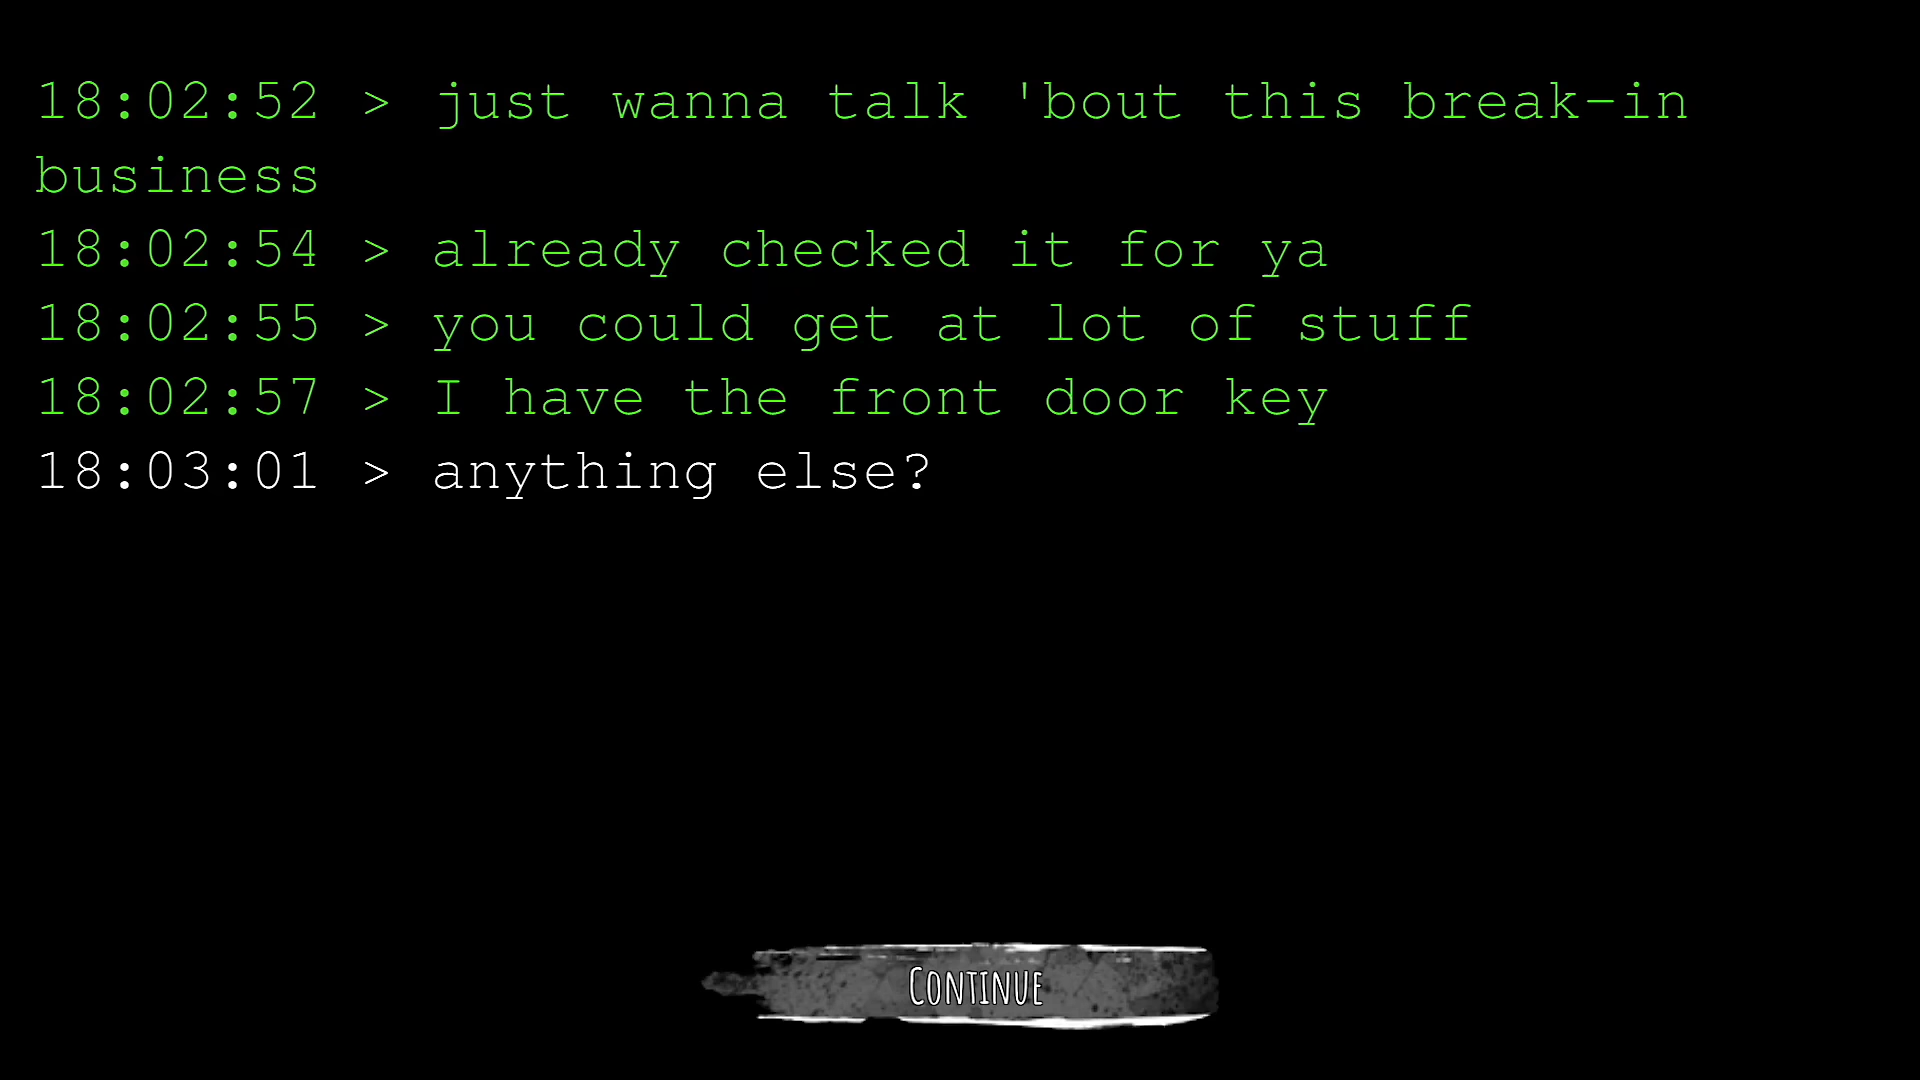 18:02:52 > just wanna talk 'bout this break-in
business
18:02:54 > already checked it for ya
18:02:55 > you could get at lot of stuff
18:02:57 > I have the front door key
18:03:01 > anything else?
Continue